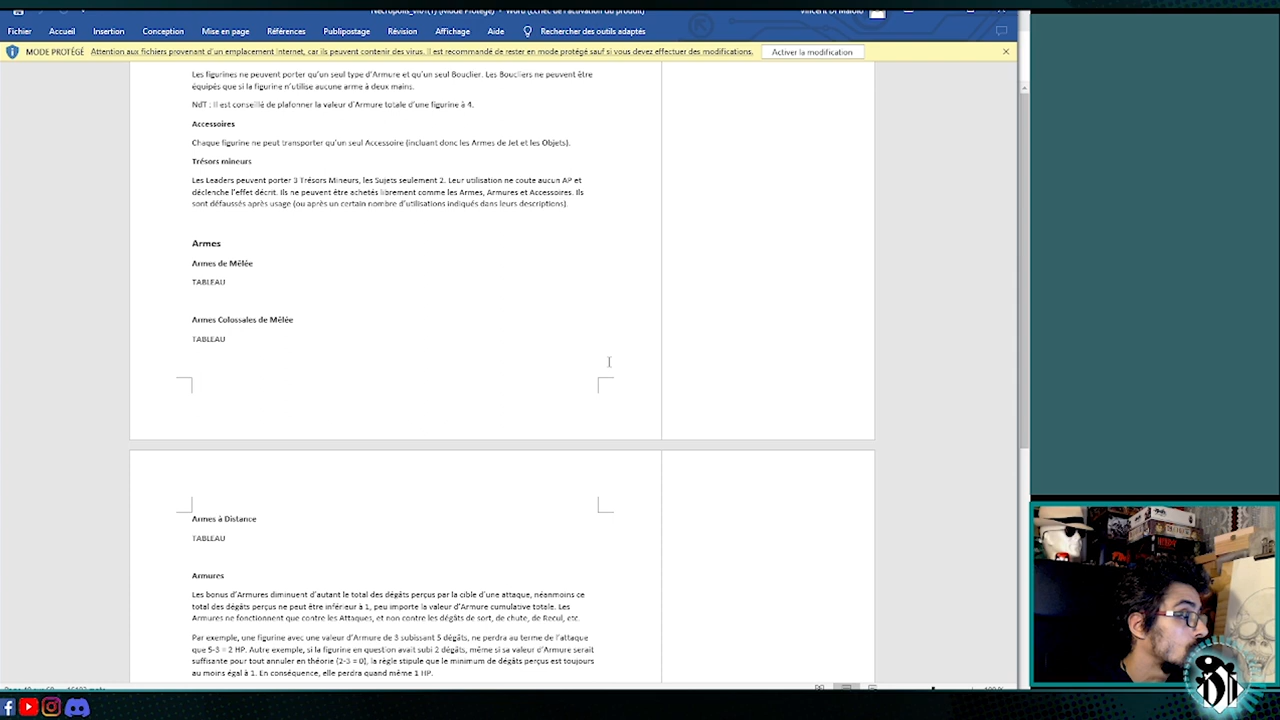 Necropolis_vf01(1) (Mode Protégé) - Word (Échec de l'activation du produit)
Vincent Di Maiolo
Fichier Accueil Insertion Conception Mise en page Références Publipostage Révision Affichage Aide Rechercher des outils adaptés
MODE PROTÉGÉ Attention aux fichiers provenant d'un emplacement Internet, car ils peuvent contenir des virus. Il est recommandé de rester en mode protégé sauf si vous devez effectuer des modifications. Activer la modification
Les figurines ne peuvent porter qu'un seul type d'Armure et qu'un seul Bouclier. Les Boucliers ne peuvent être
équipés que si la figurine n'utilise aucune arme à deux mains.
NdT : Il est conseillé de plafonner la valeur d'Armure totale d'une figurine à 4.
Accessoires
Chaque figurine ne peut transporter qu'un seul Accessoire (incluant donc les Armes de Jet et les Objets).
Trésors mineurs
Les Leaders peuvent porter 3 Trésors Mineurs, les Sujets seulement 2. Leur utilisation ne coute aucun AP et
déclenche l'effet décrit. Ils ne peuvent être achetés librement comme les Armes, Armures et Accessoires. Ils
sont défaussés après usage (ou après un certain nombre d'utilisations indiqués dans leurs descriptions).
Armes
Armes de Mêlée
TABLEAU
Armes Colossales de Mêlée
TABLEAU
Armes à Distance
TABLEAU
Armures
Les bonus d'Armures diminuent d'autant le total des dégâts perçus par la cible d'une attaque, néanmoins ce
total des dégâts perçus ne peut être inférieur à 1, peu importe la valeur d'Armure cumulative totale. Les
Armures ne fonctionnent que contre les Attaques, et non contre les dégâts de sort, de chute, de Recul, etc.
Par exemple, une figurine avec une valeur d'Armure de 3 subissant 5 dégâts, ne perdra au terme de l'attaque
que 5-3 = 2 HP. Autre exemple, si la figurine en question avait subi 2 dégâts, même si sa valeur d'Armure serait
suffisante pour tout annuler en théorie (2-3 = 0), la règle stipule que le minimum de dégâts perçus est toujours
au moins égal à 1. En conséquence, elle perdra quand même 1 HP.